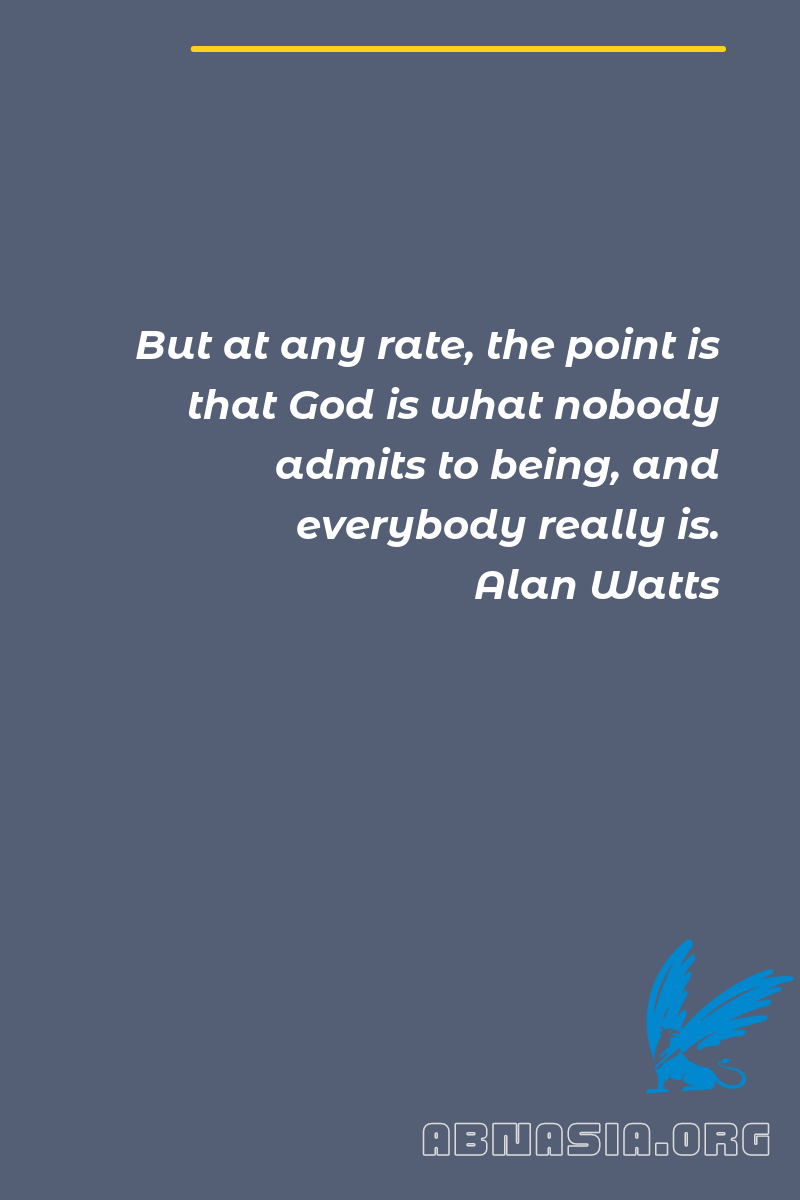 But at any rate, the point is
that God is what nobody
admits to being, and
everybody really is.
Alan Watts
ABNASIA.ORG